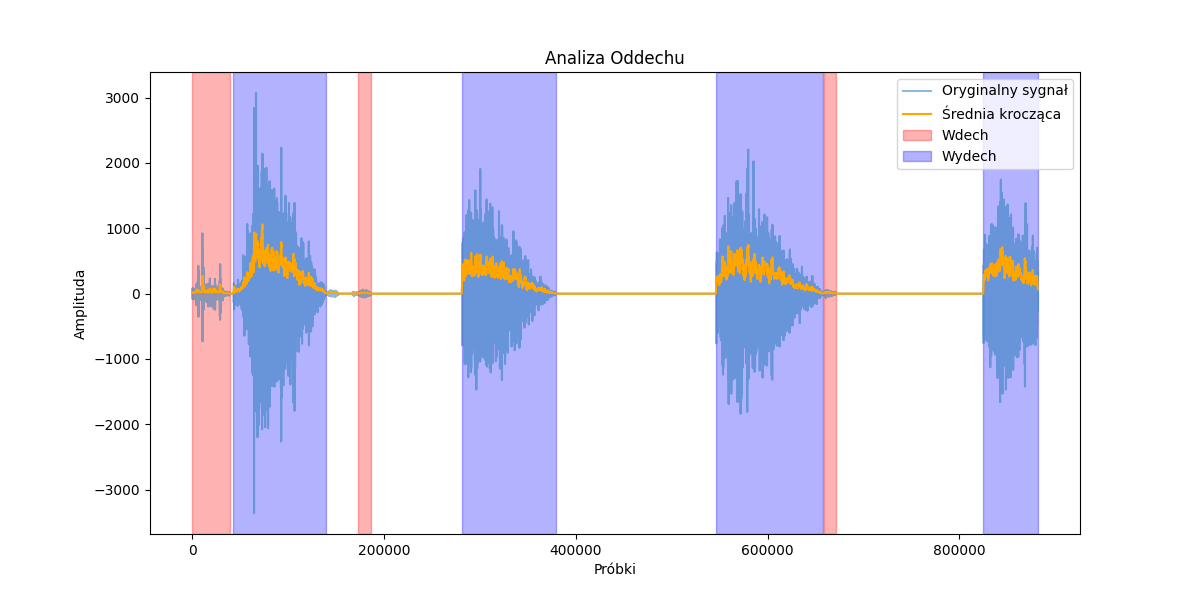 Analiza Oddechu
Oryginalny sygnał
Średnia krocząca
Wdech
Wydech
Amplituda
3000
2000
1000
0
−1000
−2000
−3000
0
200000
400000
600000
800000
Próbki